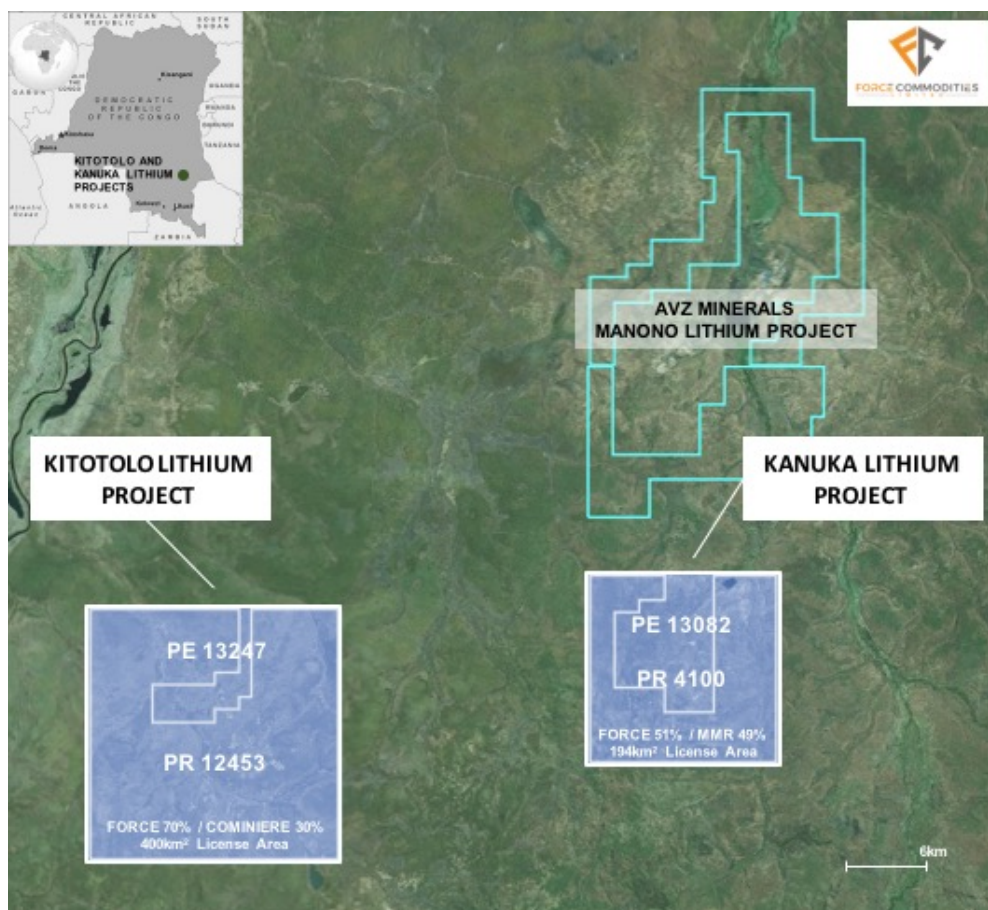 CENTRAL AFRICAN
REPUBLIC
SOUTH
SUDAN
THE
CONGO
GABON
Kisangani
UGANDA
DEMOCRATIC
REPUBLIC
OF THE CONGO
RWANDA
BURUNDI
TANZANIA
Kinshasa
Boma
KITOTOLO AND
KANUKA LITHIUM
PROJECTS
ANGOLA
Atlantic
Ocean
ZAMBIA
FORCE COMMODITIES
LIMITED
AVZ MINERALS
MANONO LITHIUM PROJECT
KITOTOLO LITHIUM
PROJECT
KANUKA LITHIUM
PROJECT
PE 13247
PR 12453
FORCE 70% / COMINIERE 30%
400km² License Area
PE 13082
PR 4100
FORCE 51% / MMR 49%
194km² License Area
6km